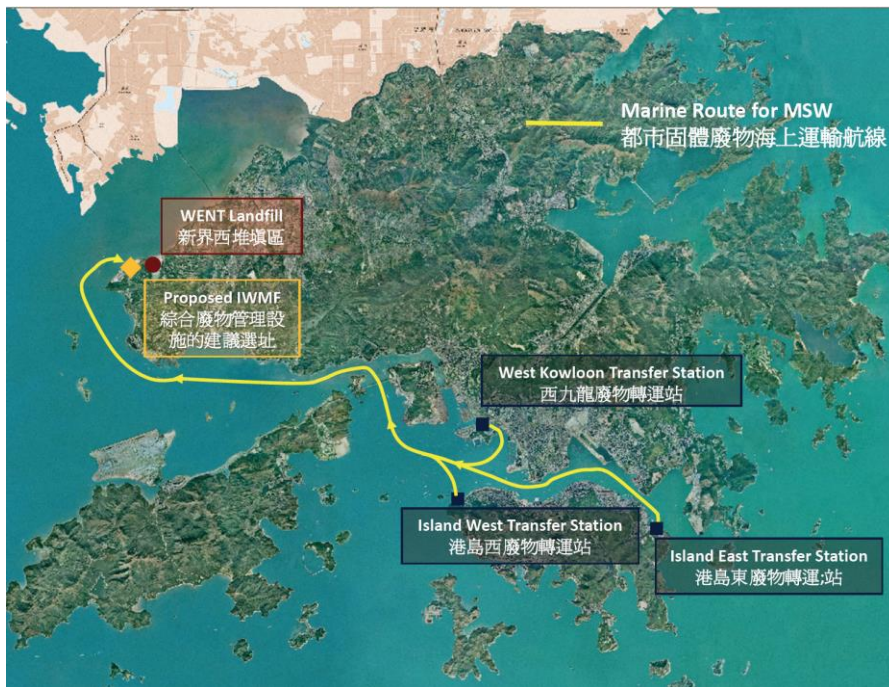 Marine Route for MSW
都市固體廢物海上運輸航線
WENT Landfill
新界西堆填區
Proposed IWMF
綜合廢物管理設
施的建議選址
West Kowloon Transfer Station
西九龍廢物轉運站
Island West Transfer Station
港島西廢物轉運站
Island East Transfer Station
港島東廢物轉運;站